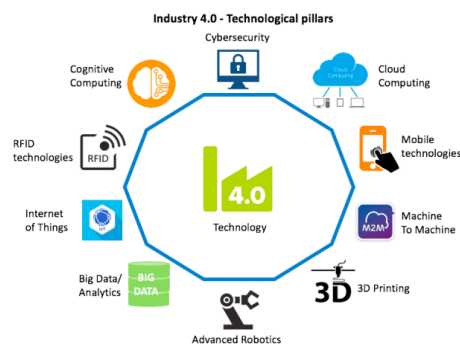 Industry 4.0 - Technological pillars
Cybersecurity
Cognitive
Computing
Cloud Computing
Cloud
Computing
RFID
technologies
RFID
Mobile
technologies
4.0
Technology
Internet
of Things
IoT
M2M
Machine
To Machine
Big Data/
Analytics
BIG
DATA
3D
3D Printing
Advanced Robotics